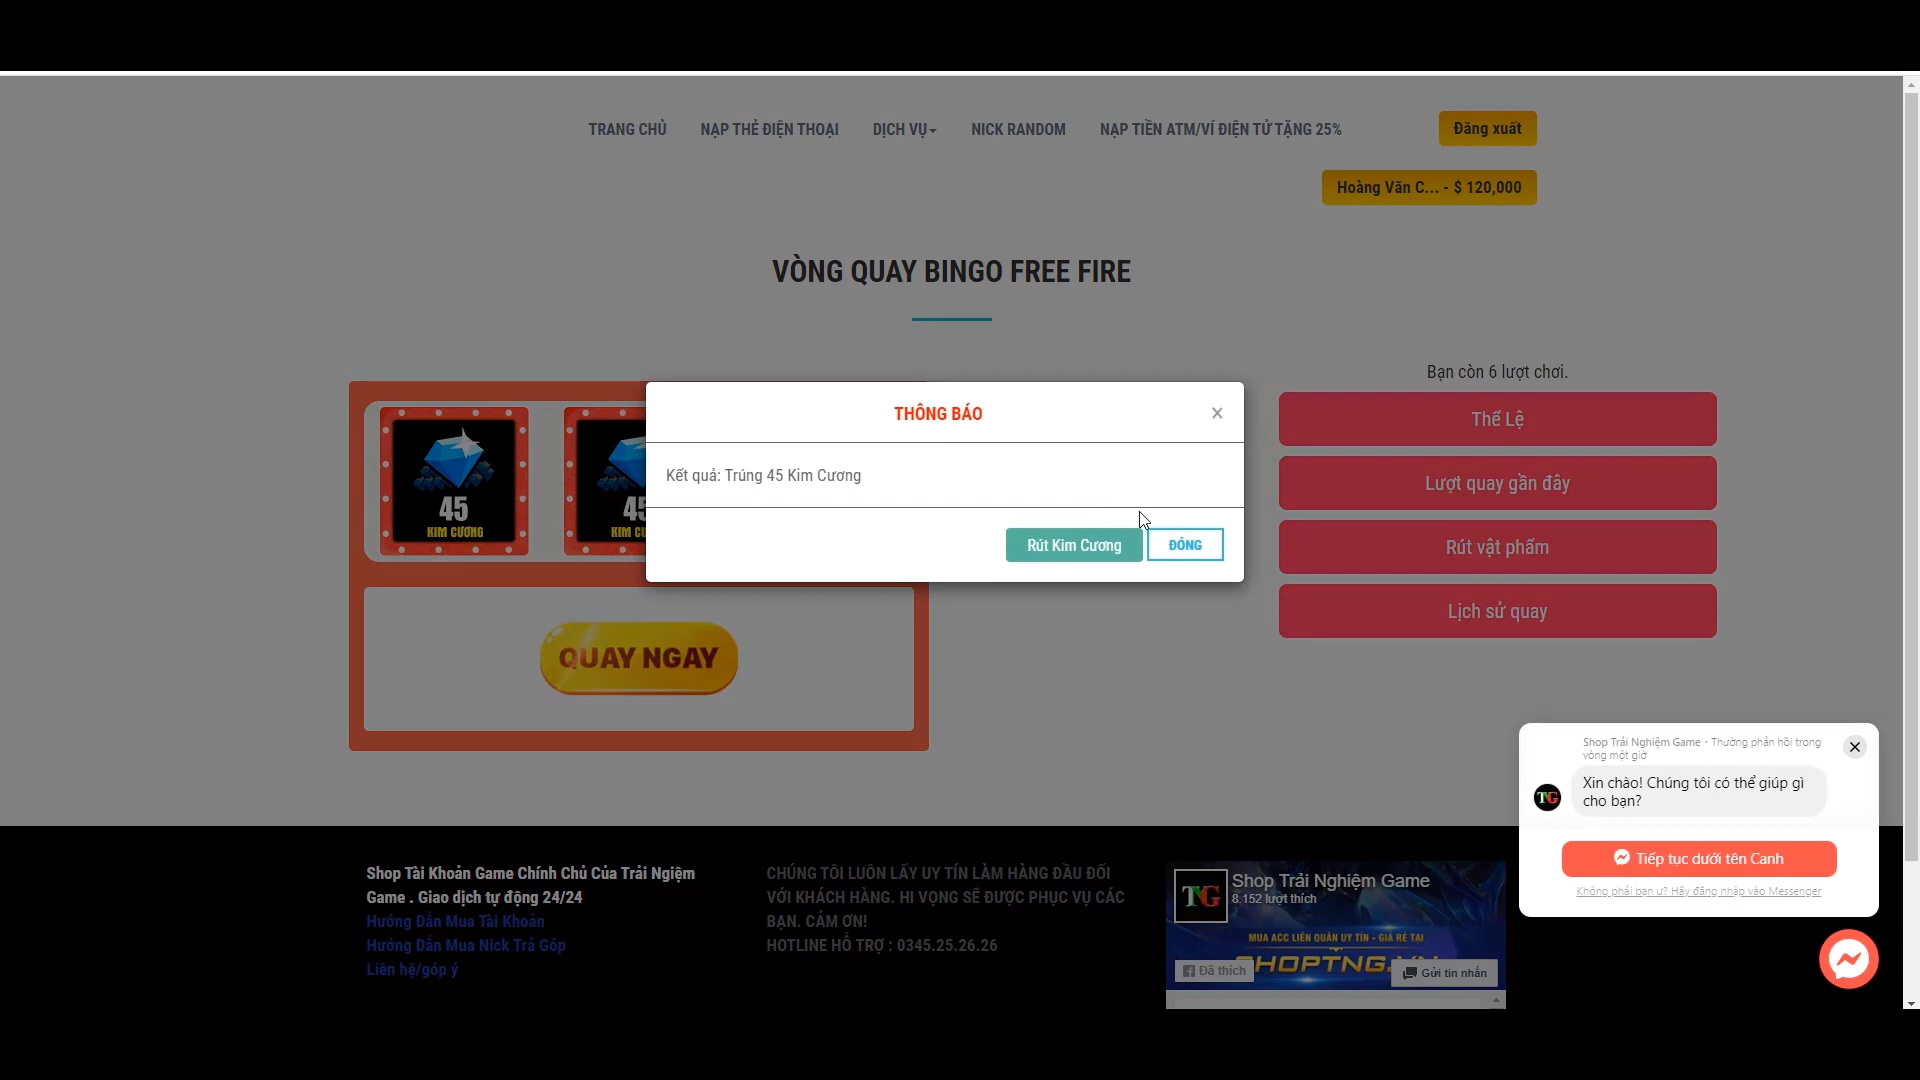 TRANG CHỦ
NẠP THẺ ĐIỆN THOẠI
DỊCH VỤ
NICK RANDOM
NẠP TIỀN ATM/VÍ ĐIỆN TỬ TẶNG 25%
Đăng xuất
Hoàng Văn C... - $ 120,000
VÒNG QUAY BINGO FREE FIRE
45
KIM CƯƠNG
45
KIM CƯ
THÔNG BÁO
×
Kết quả: Trúng 45 Kim Cương
Rút Kim Cương
ĐÓNG
QUAY NGAY
Bạn còn 6 lượt chơi.
Thể Lệ
Lượt quay gần đây
Rút vật phẩm
Lịch sử quay
Shop Trải Nghiệm Game · Thường phản hồi trong
vòng một giờ
TNG
Xin chào! Chúng tôi có thể giúp gì
cho bạn?
Tiếp tục dưới tên Canh
Không phải bạn ư? Hãy đăng nhập vào Messenger
Shop Tài Khoản Game Chính Chủ Của Trải Ngiệm
Game . Giao dịch tự động 24/24
Hướng Dẫn Mua Tài Khoản
Hướng Dẫn Mua Nick Trả Góp
Liên hệ/góp ý
CHÚNG TÔI LUÔN LẤY UY TÍN LÀM HÀNG ĐẦU ĐỐI
VỚI KHÁCH HÀNG. HI VỌNG SẼ ĐƯỢC PHỤC VỤ CÁC
BẠN. CẢM ƠN!
HOTLINE HỖ TRỢ : 0345.25.26.26
TNG
Shop Trải Nghiệm Game
8.152 lượt thích
MUA ACC LIÊN QUÂN UY TÍN - GIÁ RẺ TẠI
SHOPTNG.VN
Đã thích
Gửi tin nhắn